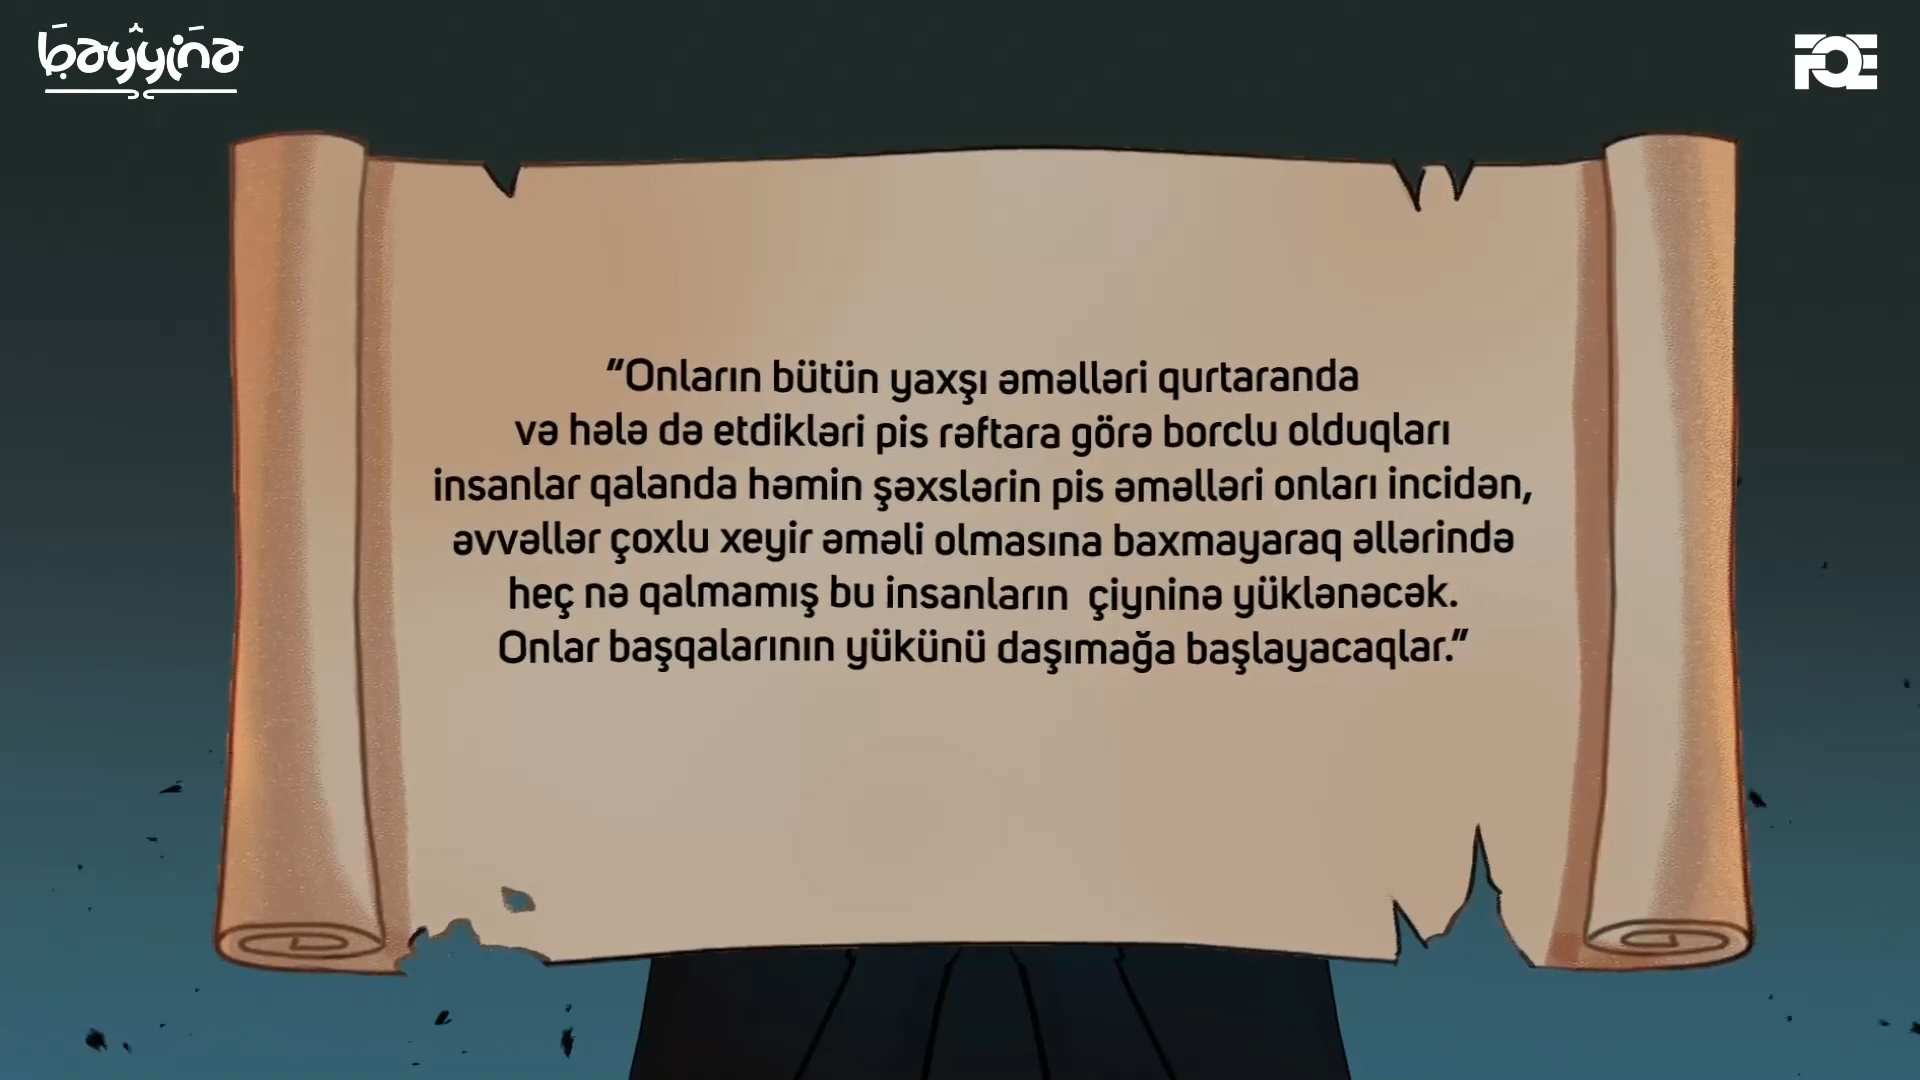 bayyina
FQE
“Onların bütün yaxşı əməlləri qurtaranda
və hələ də etdikləri pis rəftara görə borclu olduqları
insanlar qalanda həmin şəxslərin pis əməlləri onları incidən,
əvvəllər çoxlu xeyir əməli olmasına baxmayaraq əllərində
heç nə qalmamış bu insanların çiyninə yüklənəcək.
Onlar başqalarının yükünü daşımağa başlayacaqlar.”